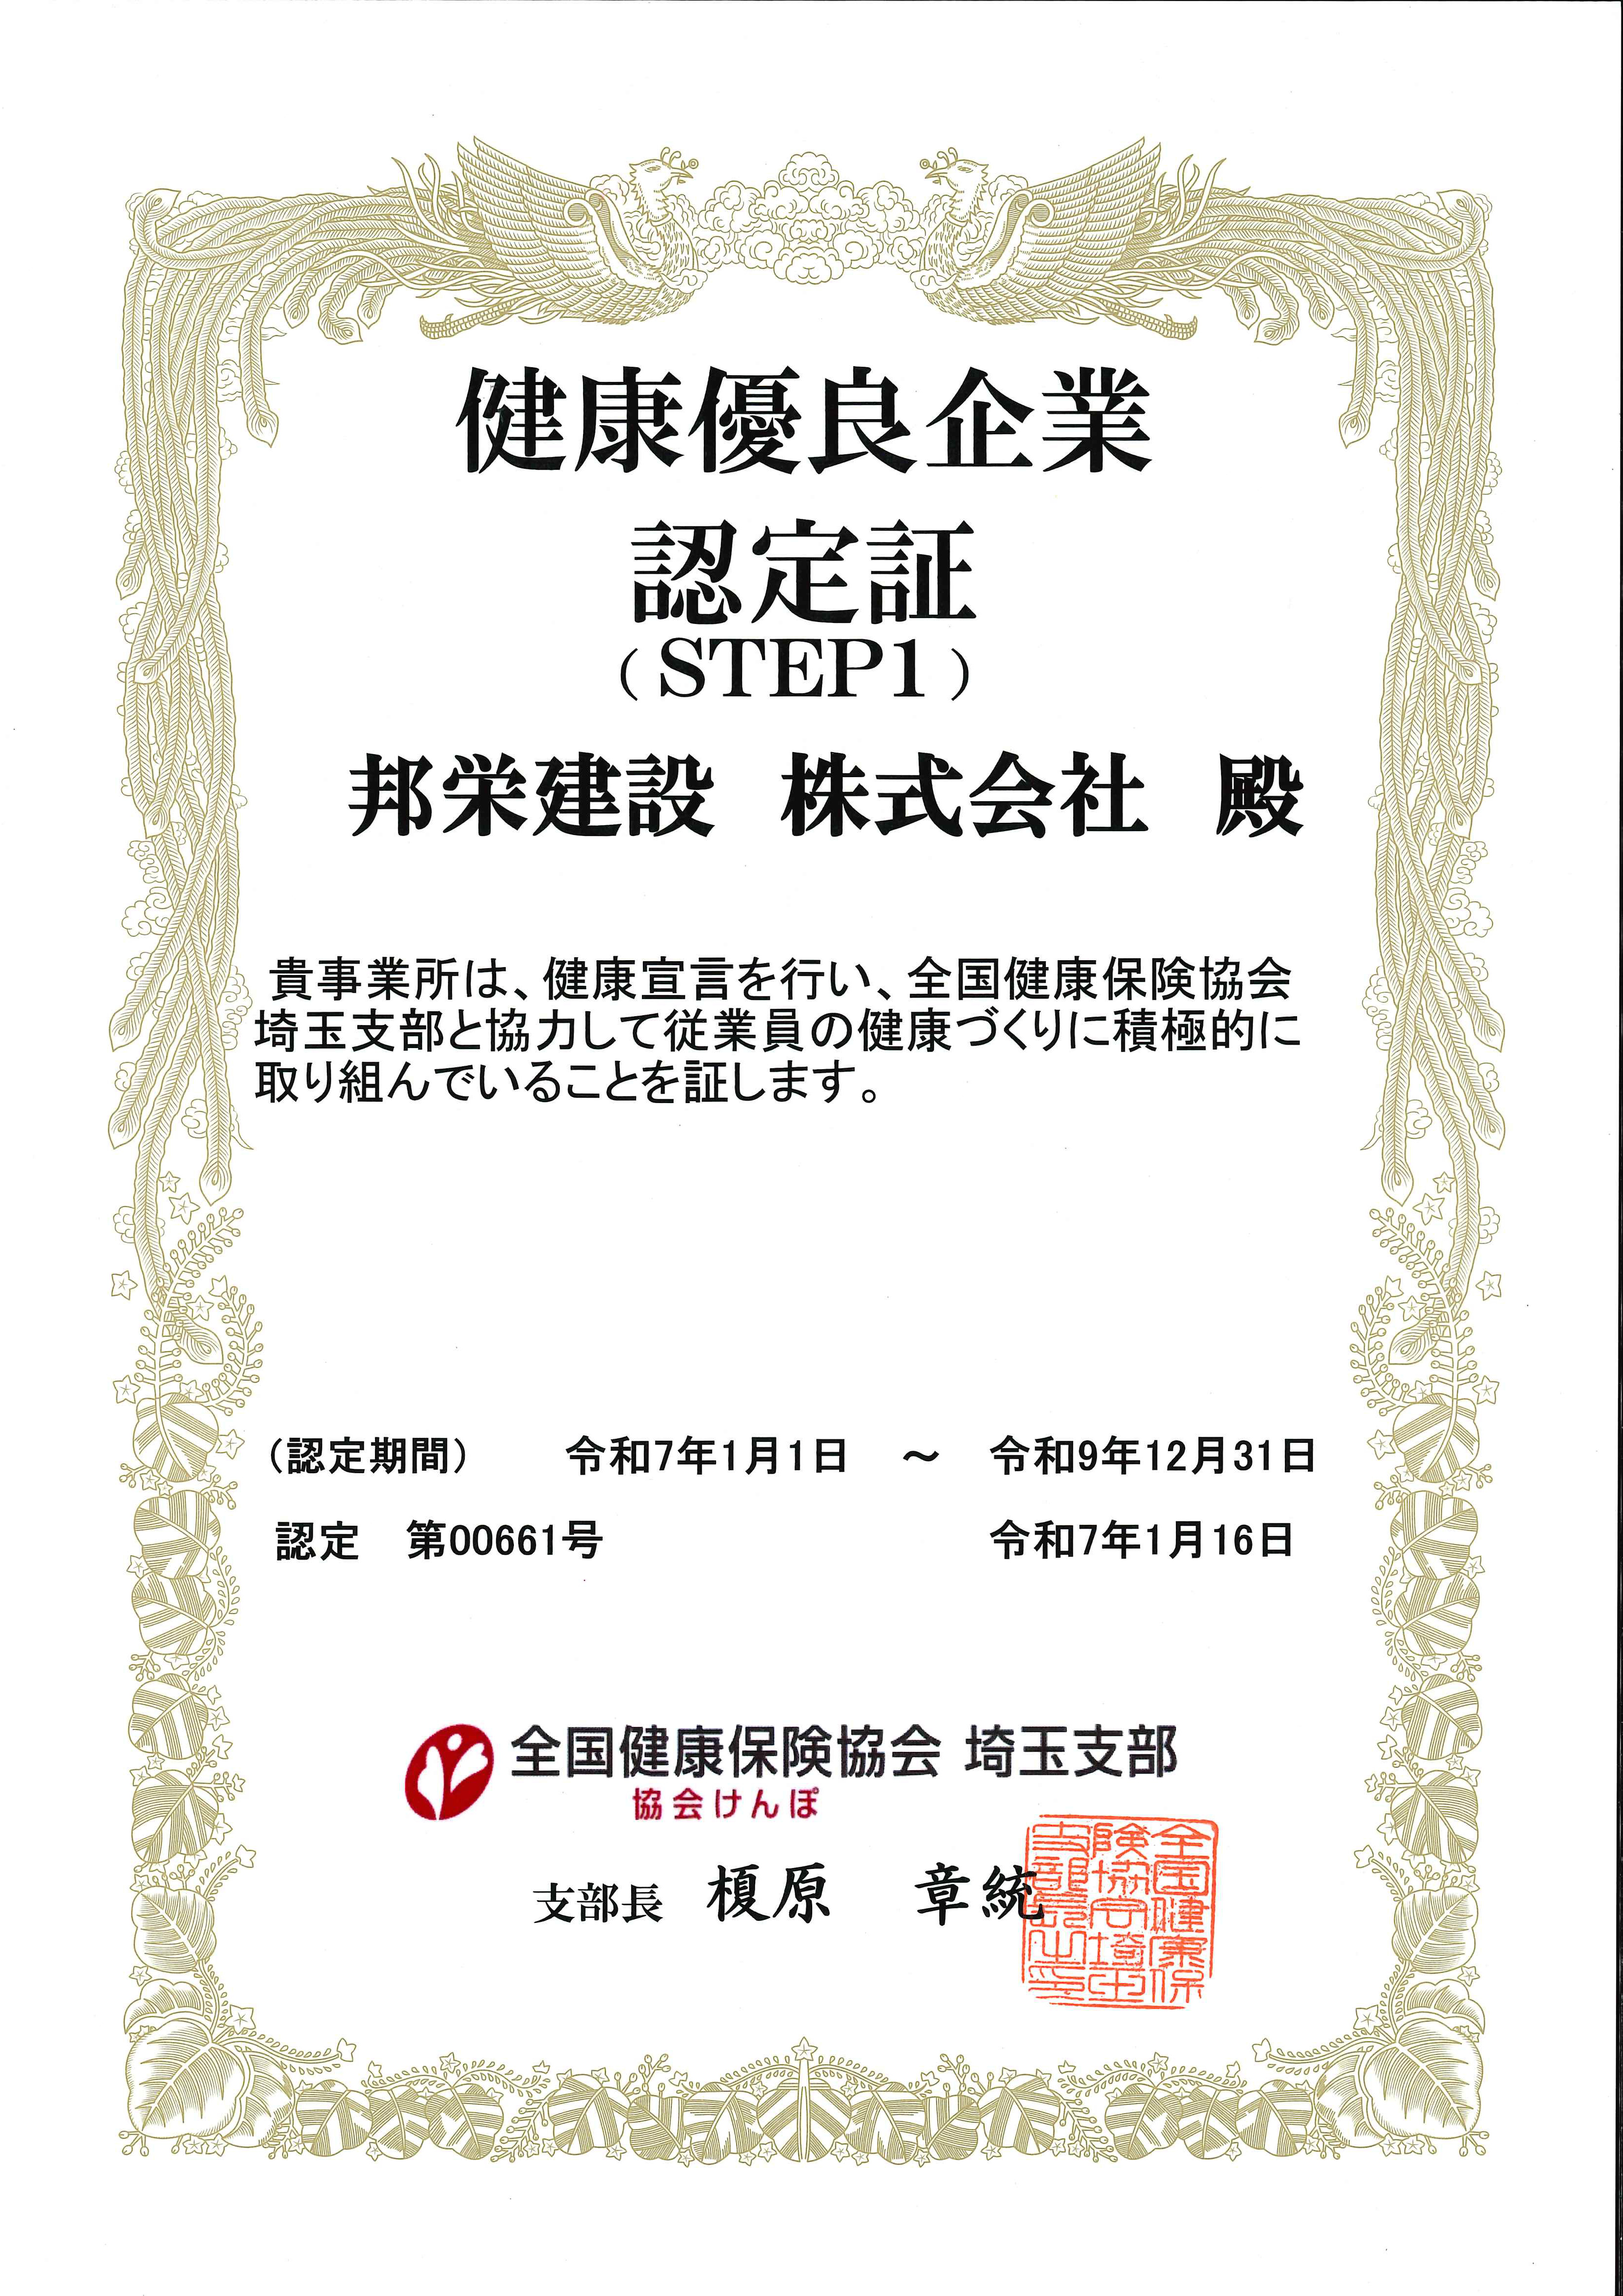 健康優良企業
認定証
（STEP1）
邦栄建設　株式会社　殿
貴事業所は、健康宣言を行い、全国健康保険協会
埼玉支部と協力して従業員の健康づくりに積極的に
取り組んでいることを証します。
（認定期間）　令和7年1月1日　～　令和9年12月31日
認定　第00661号　令和7年1月16日
全国健康保険協会 埼玉支部
協会けんぽ
支部長　榎原　章統
全国健康保
険協会埼玉
支部長之印